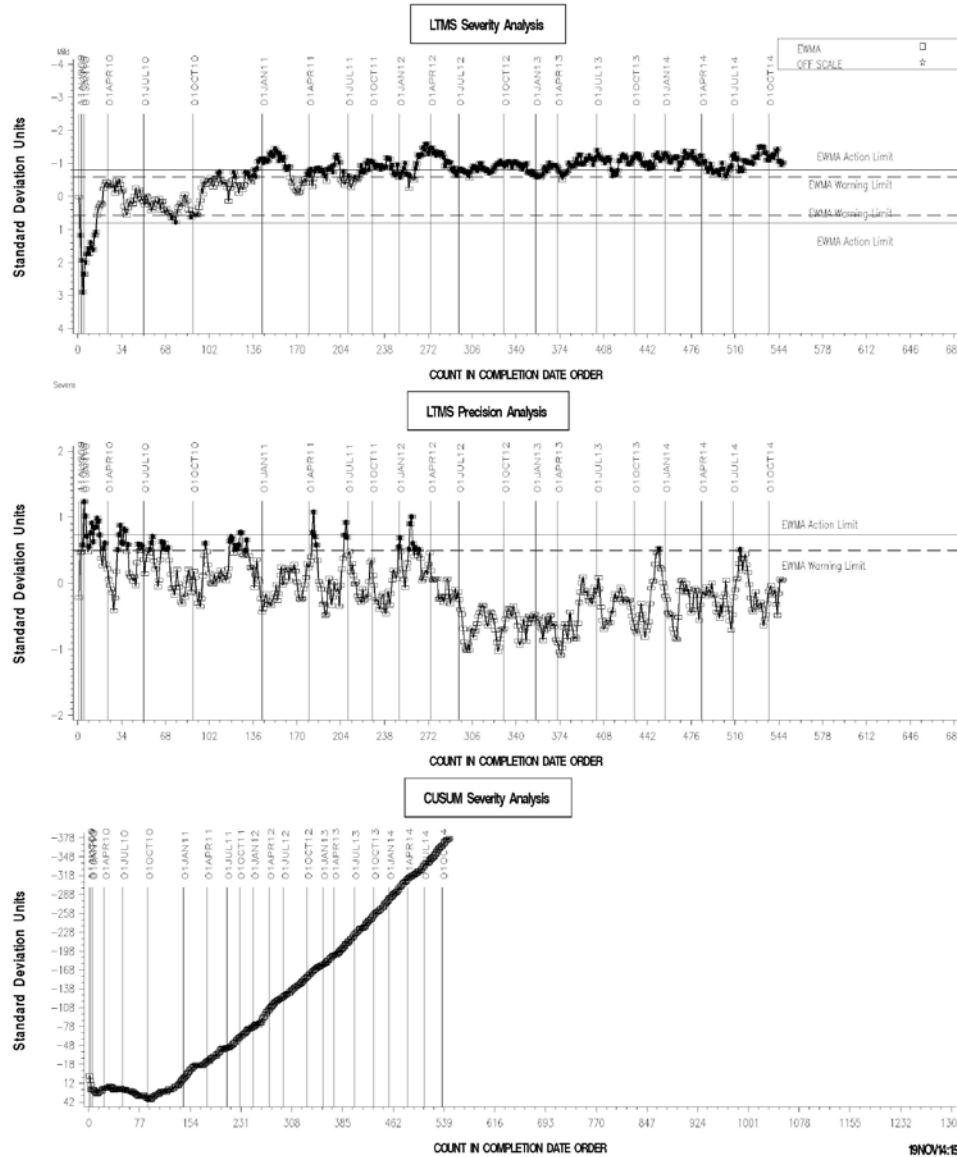 LTMS Severity Analysis
Mild
EWMA
OFF SCALE
01APR10 01JUL10 01OCT10 01JAN11 01APR11 01JUL11 01OCT11 01JAN12 01APR12 01JUL12 01OCT12 01JAN13 01APR13 01JUL13 01OCT13 01JAN14 01APR14 01JUL14 01OCT14
Standard Deviation Units
-4
-3
-2
-1
0
1
2
3
4
EWMA Action Limit
EWMA Warning Limit
EWMA Warning Limit
EWMA Action Limit
0 34 68 102 136 170 204 238 272 306 340 374 408 442 476 510 544 578 612 646
COUNT IN COMPLETION DATE ORDER
Severe
LTMS Precision Analysis
01APR10 01JUL10 01OCT10 01JAN11 01APR11 01JUL11 01OCT11 01JAN12 01APR12 01JUL12 01OCT12 01JAN13 01APR13 01JUL13 01OCT13 01JAN14 01APR14 01JUL14 01OCT14
Standard Deviation Units
2
1
0
-1
-2
EWMA Action Limit
EWMA Warning Limit
0 34 68 102 136 170 204 238 272 306 340 374 408 442 476 510 544 578 612 646
COUNT IN COMPLETION DATE ORDER
CUSUM Severity Analysis
01APR10 01JUL10 01OCT10 01JAN11 01APR11 01JUL11 01OCT11 01JAN12 01APR12 01JUL12 01OCT12 01JAN13 01APR13 01JUL13 01OCT13 01JAN14 01APR14 01JUL14 01OCT14
Standard Deviation Units
-378
-348
-318
-288
-258
-228
-198
-168
-138
-108
-78
-48
-18
12
42
0 77 154 231 308 385 462 539 616 693 770 847 924 1001 1078 1155 1232 130
COUNT IN COMPLETION DATE ORDER
19NOV14:15